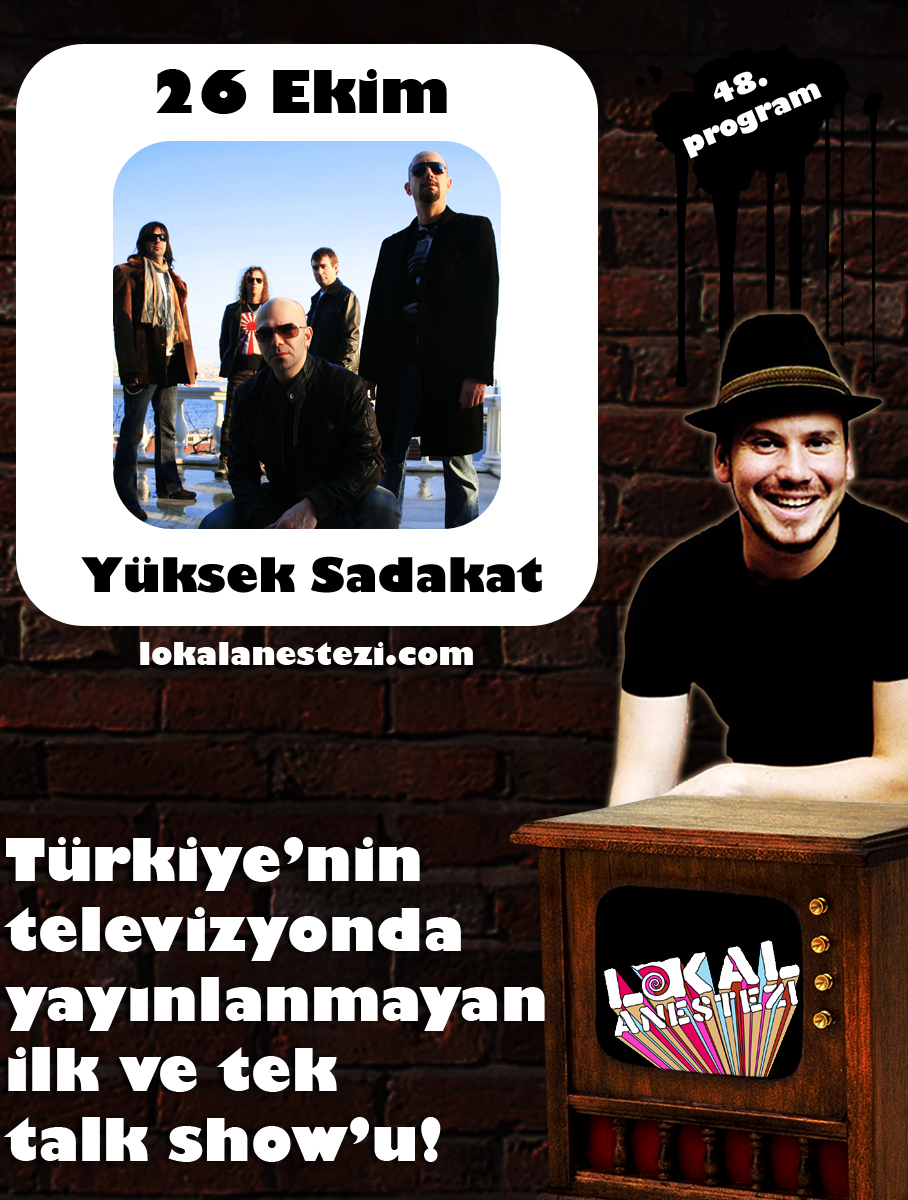 26 Ekim
48.
program
Yüksek Sadakat
lokalanestezi.com
Türkiye’nin
televizyonda
yayınlanmayan
ilk ve tek
talk show’u!
LOKAL
ANESTEZI